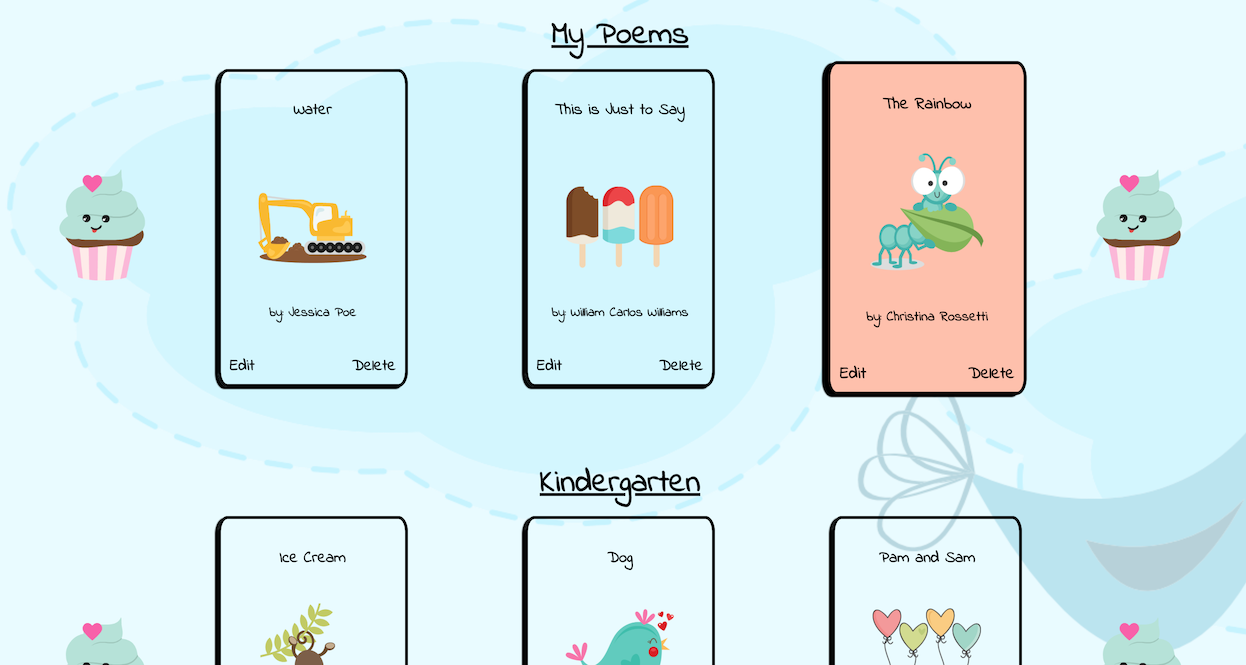 My Poems
Water
This is Just to Say
The Rainbow
by: Jessica Poe
by: William Carlos Williams
by: Christina Rossetti
Edit
Delete
Edit
Delete
Edit
Delete
Kindergarten
Ice Cream
Dog
Pam and Sam